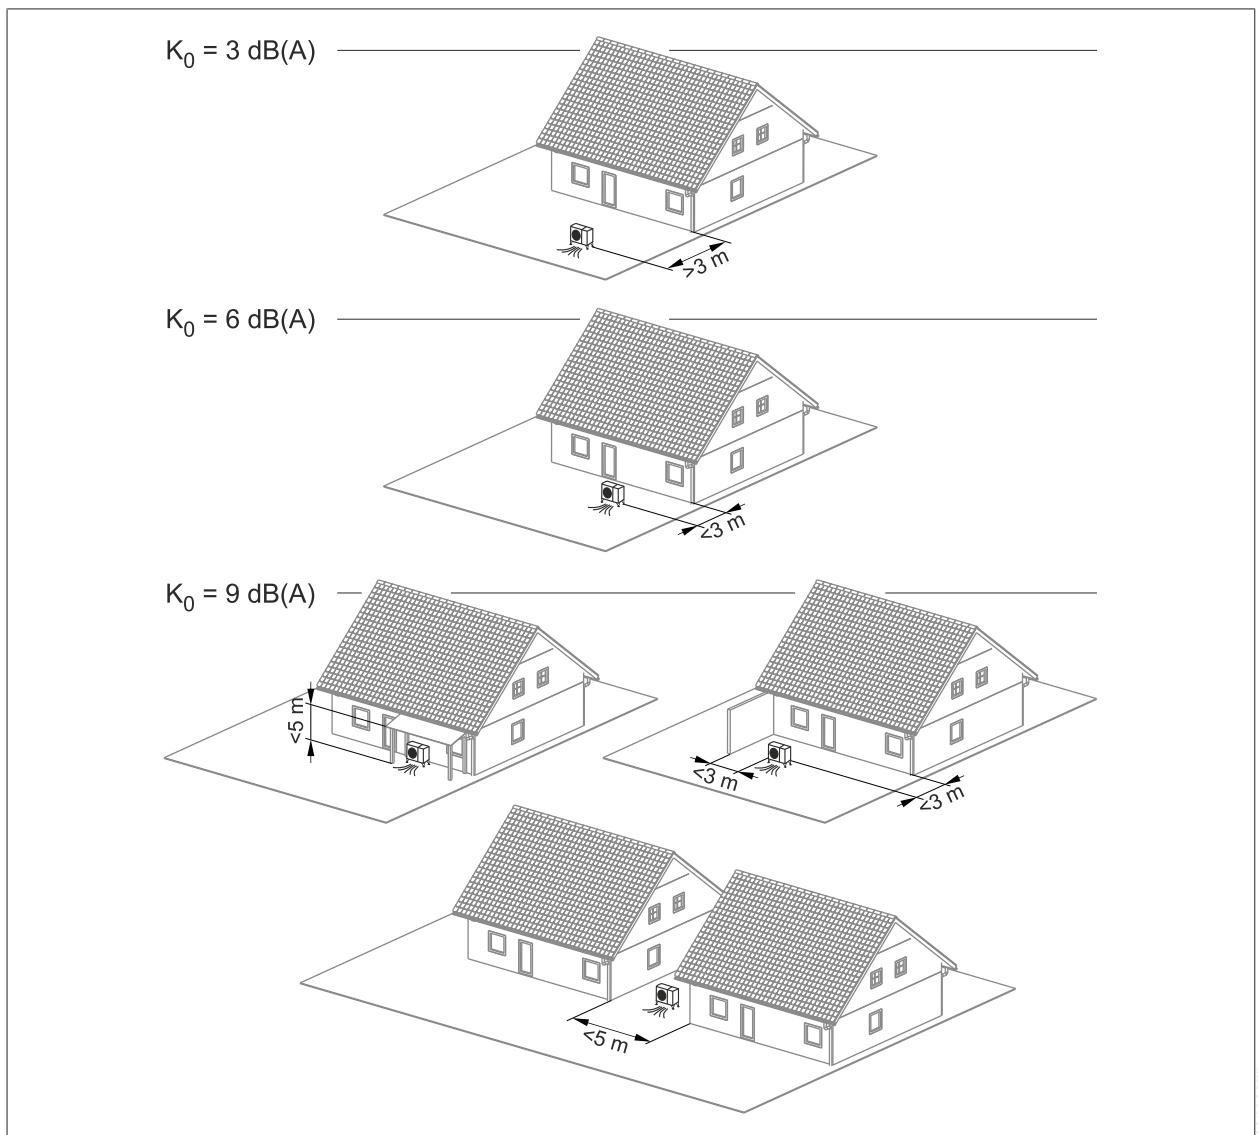 K₀ = 3 dB(A)
>3 m
K₀ = 6 dB(A)
<3 m
K₀ = 9 dB(A)
<5 m
<3 m
<3 m
<5 m